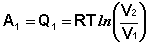 A₁ = Q₁ = RT ln(V₂/V₁)